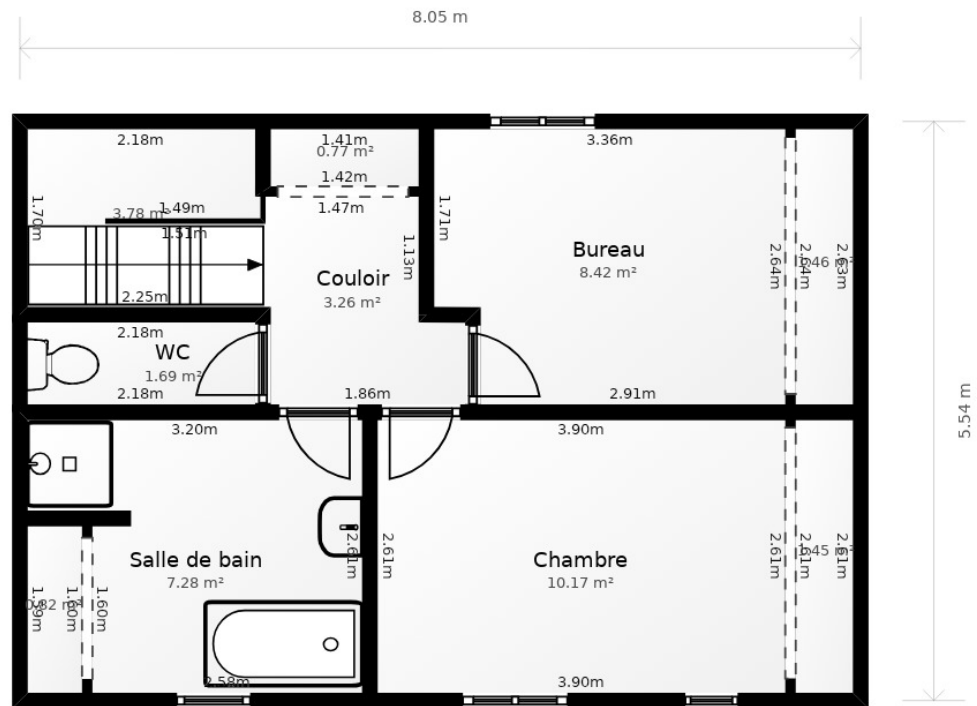 8.05 m
2.18m
1.41m
0.77 m²
3.36m
1.42m
1.49m
1.47m
3.78 m²
1.70m
1.51m
1.71m
1.13m
Bureau
8.42 m²
Couloir
3.26 m²
2.64m
2.64m
2.63m
2.25m
2.18m
WC
1.69 m²
2.18m
1.86m
2.91m
5.54 m
3.20m
3.90m
Salle de bain
7.28 m²
2.61m
2.61m
Chambre
10.17 m²
2.61m
2.61m
2.61m
0.82 m²
1.60m
1.60m
2.58m
3.90m